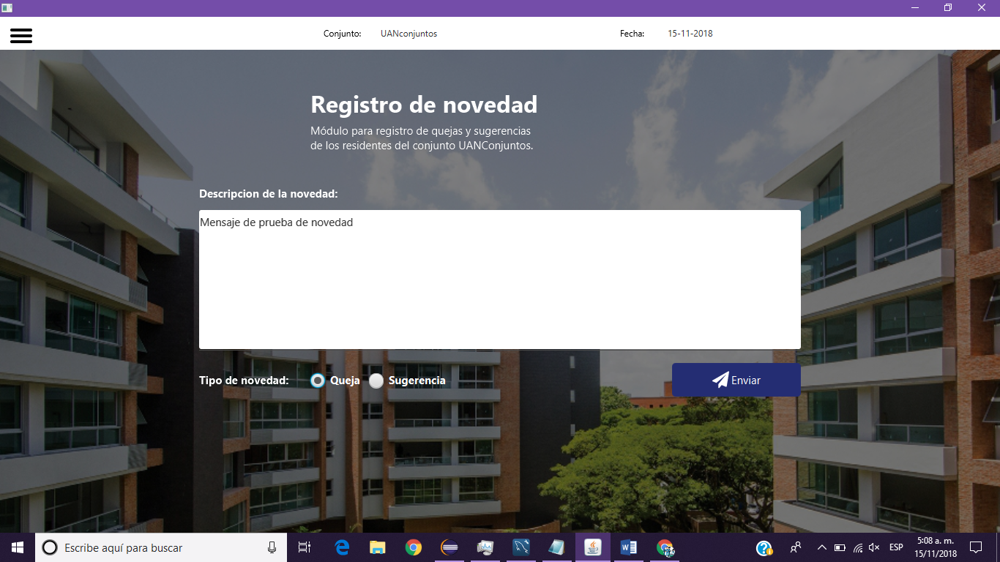 Conjunto: UANconjuntos Fecha: 15-11-2018
Registro de novedad
Módulo para registro de quejas y sugerencias
de los residentes del conjunto UANConjuntos.
Descripcion de la novedad:
Mensaje de prueba de novedad
Tipo de novedad: Queja Sugerencia Enviar
Escribe aquí para buscar
ESP
5:08 a. m.
15/11/2018